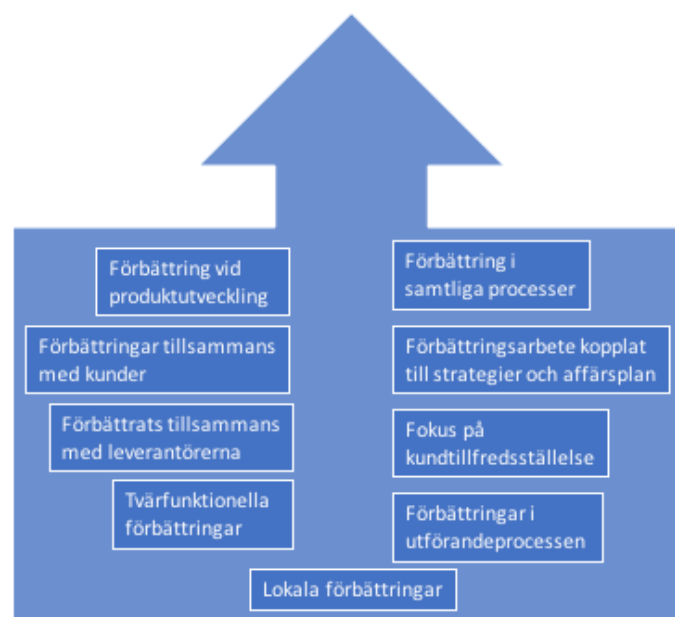 Förbättring vid
produktutveckling
Förbättring i
samtliga processer
Förbättringar tillsammans
med kunder
Förbättringsarbete kopplat
till strategier och affärsplan
Förbättrats tillsammans
med leverantörerna
Fokus på
kundtillfredsställelse
Tvärfunktionella
förbättringar
Förbättringar i
utförandeprocessen
Lokala förbättringar